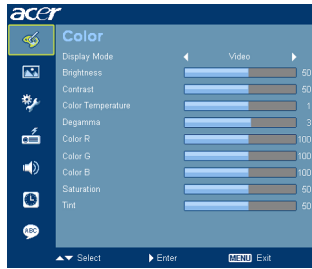 acer
Color
Display Mode Video
Brightness 50
Contrast 50
Color Temperature 1
Degamma 3
Color R 100
Color G 100
Color B 100
Saturation 50
Tint 50
ABC
Select Enter MENU Exit